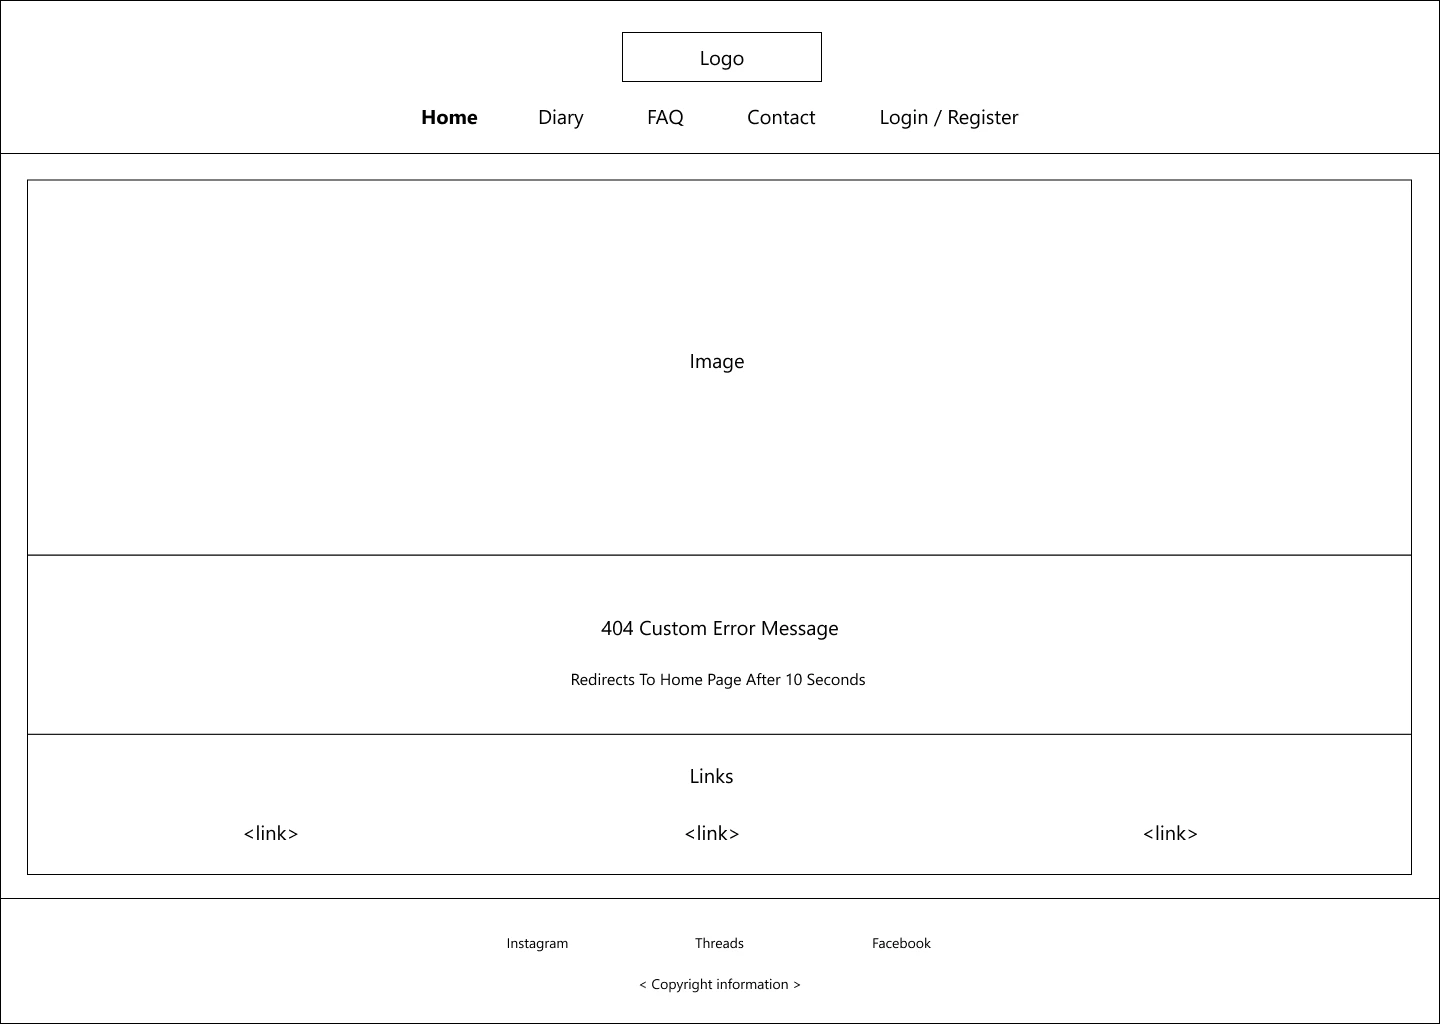 Logo
Home Diary FAQ Contact Login / Register
Image
404 Custom Error Message
Redirects To Home Page After 10 Seconds
Links
<link> <link> <link>
Instagram Threads Facebook
< Copyright information >